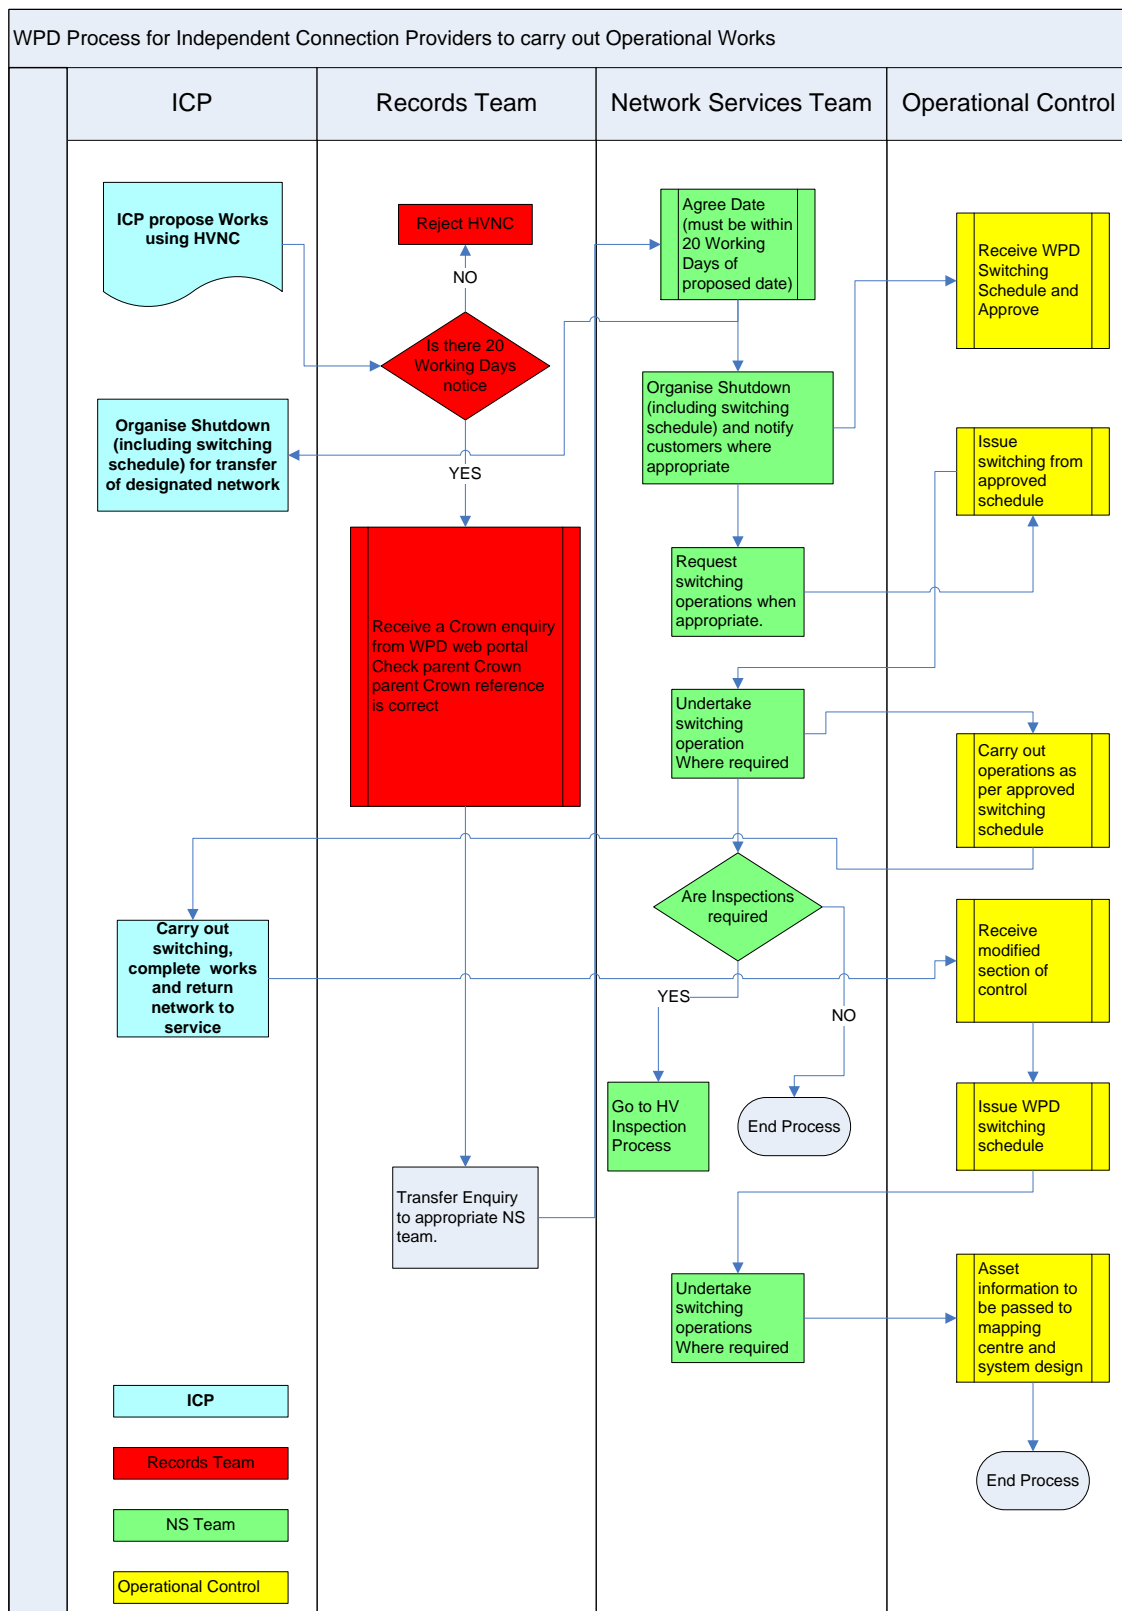 WPD Process for Independent Connection Providers to carry out Operational Works
ICP
Records Team
Network Services Team
Operational Control
ICP propose Works
using HVNC
Reject HVNC
NO
Is there 20
Working Days
notice
YES
Agree Date
(must be within
20 Working
Days of
proposed date)
Receive WPD
Switching
Schedule and
Approve
Organise Shutdown
(including switching
schedule) for transfer
of designated network
Organise Shutdown
(including switching
schedule) and notify
customers where
appropriate
Issue
switching from
approved
schedule
Receive a Crown enquiry
from WPD web portal
Check parent Crown
parent Crown reference
is correct
Request
switching
operations when
appropriate.
Undertake
switching
operation
Where required
Carry out
operations as
per approved
switching
schedule
Are Inspections
required
YES
NO
Carry out
switching,
complete works
and return
network to
service
Receive
modified
section of
control
Go to HV
Inspection
Process
End Process
Issue WPD
switching
schedule
Transfer Enquiry
to appropriate NS
team.
Undertake
switching
operations
Where required
Asset
information to
be passed to
mapping
centre and
system design
End Process
ICP
Records Team
NS Team
Operational Control